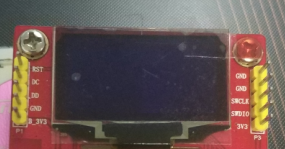 RST
DC
DD
GND
B_3V3
P1
GND
GND
SWCLK
SWDIO
3V3
P3